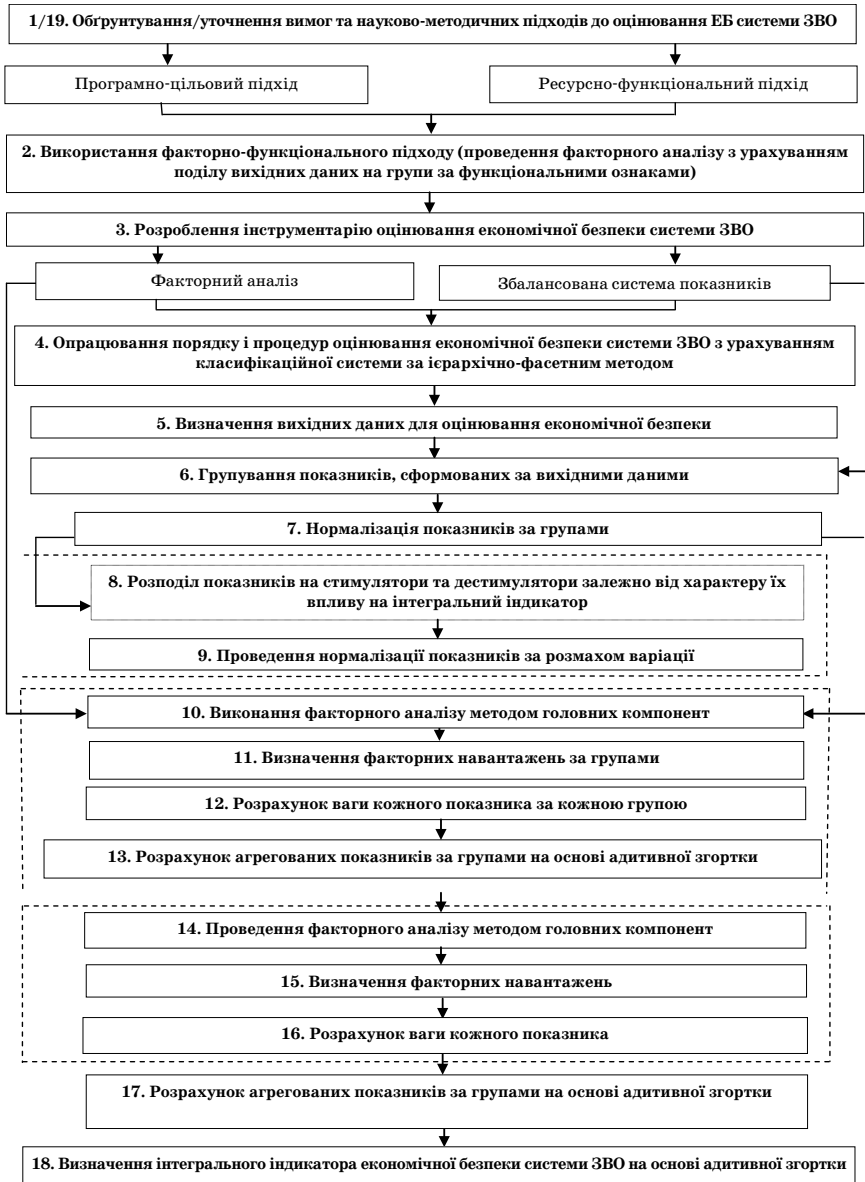 1/19. Обґрунтування/уточнення вимог та науково-методичних підходів до оцінювання ЕБ системи ЗВО
Програмно-цільовий підхід
Ресурсно-функціональний підхід
2. Використання факторно-функціонального підходу (проведення факторного аналізу з урахуванням
поділу вихідних даних на групи за функціональними ознаками)
3. Розроблення інструментарію оцінювання економічної безпеки системи ЗВО
Факторний аналіз
Збалансована система показників
4. Опрацювання порядку і процедур оцінювання економічної безпеки системи ЗВО з урахуванням
класифікаційної системи за ієрархічно-фасетним методом
5. Визначення вихідних даних для оцінювання економічної безпеки
6. Групування показників, сформованих за вихідними даними
7. Нормалізація показників за групами
8. Розподіл показників на стимулятори та дестимулятори залежно від характеру їх
впливу на інтегральний індикатор
9. Проведення нормалізації показників за розмахом варіації
10. Виконання факторного аналізу методом головних компонент
11. Визначення факторних навантажень за групами
12. Розрахунок ваги кожного показника за кожною групою
13. Розрахунок агрегованих показників за групами на основі адитивної згортки
14. Проведення факторного аналізу методом головних компонент
15. Визначення факторних навантажень
16. Розрахунок ваги кожного показника
17. Розрахунок агрегованих показників за групами на основі адитивної згортки
18. Визначення інтегрального індикатора економічної безпеки системи ЗВО на основі адитивної згортки